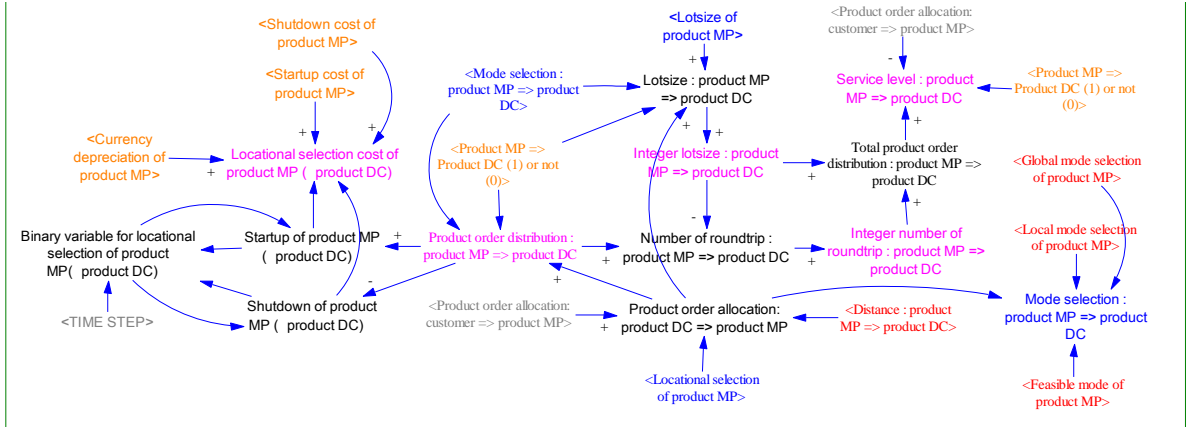 <Shutdown cost of
product MP>
<Startup cost of
product MP>
<Currency
depreciation of
product MP>
+
+
+
Locational selection cost of
product MP (  product DC)
Binary variable for locational
selection of product
MP(  product DC)
Startup of product MP
(  product DC)
Shutdown of product
MP (  product DC)
<TIME STEP>
<Mode selection :
product MP => product
DC>
<Product MP =>
Product DC (1) or not
(0)>
+
Product order distribution :
product MP => product DC
+
-
+
+
<Product order allocation:
customer => product MP>
+
<Lotsize of
product MP>
+
Lotsize : product MP
=> product DC
+
+
Integer lotsize : product
MP => product DC
-
Number of roundtrip :
product MP => product DC
Product order allocation:
product DC => product MP
<Locational selection
of product MP>
<Product order allocation:
customer => product MP>
-
Service level : product
MP => product DC
<Product MP =>
Product DC (1) or not
(0)>
+
Total product order
distribution : product MP =>
product DC
+
+
Integer number of
roundtrip : product MP =>
product DC
+
<Distance : product
MP => product DC>
<Global mode selection
of product MP>
<Local mode selection
of product MP>
Mode selection :
product MP => product
DC
<Feasible mode of
product MP>